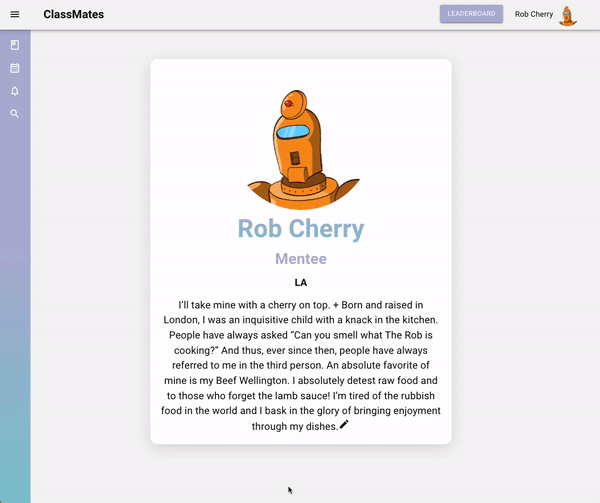 ClassMates
LEADERBOARD
Rob Cherry
Rob Cherry
Mentee
LA
I'll take mine with a cherry on top. + Born and raised in
London, I was an inquisitive child with a knack in the kitchen.
People have always asked “Can you smell what The Rob is
cooking?” And thus, ever since then, people have always
referred to me in the third person. An absolute favorite of
mine is my Beef Wellington. I absolutely detest raw food and
to those who forget the lamb sauce! I'm tired of the rubbish
food in the world and I bask in the glory of bringing enjoyment
through my dishes.